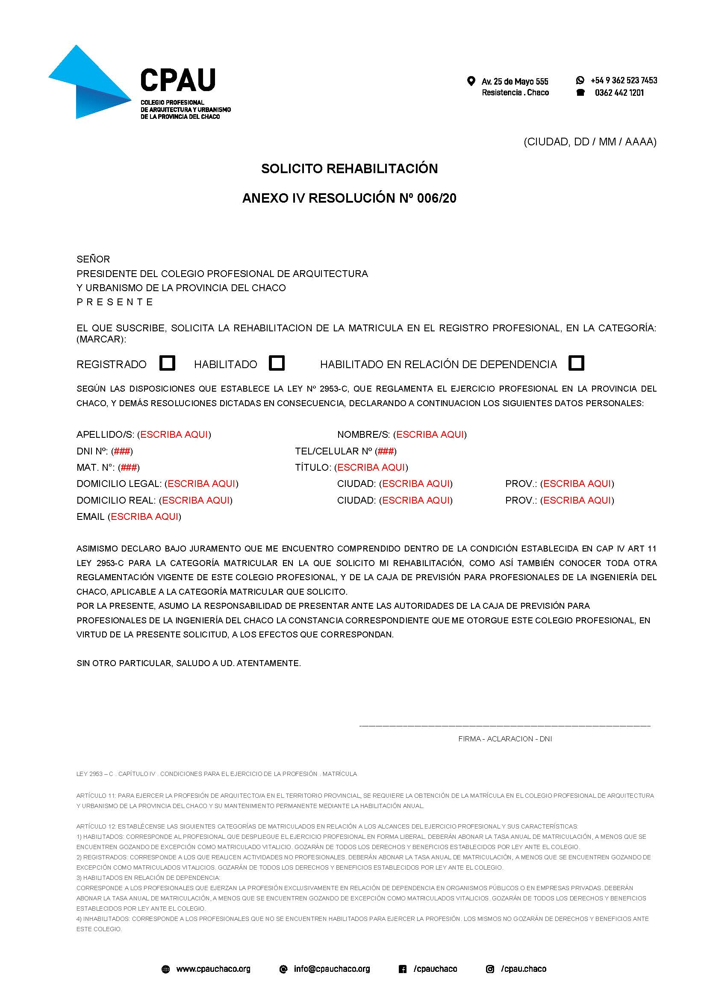 CPAU
COLEGIO PROFESIONAL
DE ARQUITECTURA Y URBANISMO
DE LA PROVINCIA DEL CHACO
Av. 25 de Mayo 555
Resistencia . Chaco
+54 9 362 523 7453
0362 442 1201
(CIUDAD, DD / MM / AAAA)
SOLICITO REHABILITACIÓN
ANEXO IV RESOLUCIÓN Nº 006/20
SEÑOR
PRESIDENTE DEL COLEGIO PROFESIONAL DE ARQUITECTURA
Y URBANISMO DE LA PROVINCIA DEL CHACO
P R E S E N T E
EL QUE SUSCRIBE, SOLICITA LA REHABILITACION DE LA MATRICULA EN EL REGISTRO PROFESIONAL, EN LA CATEGORÍA:
(MARCAR):
REGISTRADO HABILITADO HABILITADO EN RELACIÓN DE DEPENDENCIA
SEGÚN LAS DISPOSICIONES QUE ESTABLECE LA LEY Nº 2953-C, QUE REGLAMENTA EL EJERCICIO PROFESIONAL EN LA PROVINCIA DEL
CHACO, Y DEMÁS RESOLUCIONES DICTADAS EN CONSECUENCIA, DECLARANDO A CONTINUACION LOS SIGUIENTES DATOS PERSONALES:
APELLIDO/S: (ESCRIBA AQUI) NOMBRE/S: (ESCRIBA AQUI)
DNI Nº: (###) TEL/CELULAR Nº (###)
MAT. N°: (###) TÍTULO: (ESCRIBA AQUI)
DOMICILIO LEGAL: (ESCRIBA AQUI) CIUDAD: (ESCRIBA AQUI) PROV.: (ESCRIBA AQUI)
DOMICILIO REAL: (ESCRIBA AQUI) CIUDAD: (ESCRIBA AQUI) PROV.: (ESCRIBA AQUI)
EMAIL (ESCRIBA AQUI)
ASIMISMO DECLARO BAJO JURAMENTO QUE ME ENCUENTRO COMPRENDIDO DENTRO DE LA CONDICIÓN ESTABLECIDA EN CAP IV ART 11
LEY 2953-C PARA LA CATEGORÍA MATRICULAR EN LA QUE SOLICITO MI REHABILITACIÓN, COMO ASÍ TAMBIÉN CONOCER TODA OTRA
REGLAMENTACIÓN VIGENTE DE ESTE COLEGIO PROFESIONAL, Y DE LA CAJA DE PREVISIÓN PARA PROFESIONALES DE LA INGENIERÍA DEL
CHACO, APLICABLE A LA CATEGORÍA MATRICULAR QUE SOLICITO.
POR LA PRESENTE, ASUMO LA RESPONSABILIDAD DE PRESENTAR ANTE LAS AUTORIDADES DE LA CAJA DE PREVISIÓN PARA
PROFESIONALES DE LA INGENIERÍA DEL CHACO LA CONSTANCIA CORRESPONDIENTE QUE ME OTORGUE ESTE COLEGIO PROFESIONAL, EN
VIRTUD DE LA PRESENTE SOLICITUD, A LOS EFECTOS QUE CORRESPONDAN.
SIN OTRO PARTICULAR, SALUDO A UD. ATENTAMENTE.
FIRMA - ACLARACION - DNI
LEY 2953 – C . CAPÍTULO IV . CONDICIONES PARA EL EJERCICIO DE LA PROFESIÓN . MATRÍCULA
ARTÍCULO 11: PARA EJERCER LA PROFESIÓN DE ARQUITECTO/A EN EL TERRITORIO PROVINCIAL, SE REQUIERE LA OBTENCIÓN DE LA MATRÍCULA EN EL COLEGIO PROFESIONAL DE ARQUITECTURA
Y URBANISMO DE LA PROVINCIA DEL CHACO Y SU MANTENIMIENTO PERMANENTE MEDIANTE LA HABILITACIÓN ANUAL.
ARTÍCULO 12: ESTABLÉCENSE LAS SIGUIENTES CATEGORÍAS DE MATRICULADOS EN RELACIÓN A LOS ALCANCES DEL EJERCICIO PROFESIONAL Y SUS CARACTERÍSTICAS:
1) HABILITADOS: CORRESPONDE AL PROFESIONAL QUE DESPLIEGUE EL EJERCICIO PROFESIONAL EN FORMA LIBERAL. DEBERÁN ABONAR LA TASA ANUAL DE MATRICULACIÓN, A MENOS QUE SE
ENCUENTREN GOZANDO DE EXCEPCIÓN COMO MATRICULADO VITALICIO. GOZARÁN DE TODOS LOS DERECHOS Y BENEFICIOS ESTABLECIDOS POR LEY ANTE EL COLEGIO.
2) REGISTRADOS: CORRESPONDE A LOS QUE REALICEN ACTIVIDADES NO PROFESIONALES. DEBERÁN ABONAR LA TASA ANUAL DE MATRICULACIÓN, A MENOS QUE SE ENCUENTREN GOZANDO DE
EXCEPCIÓN COMO MATRICULADOS VITALICIOS. GOZARÁN DE TODOS LOS DERECHOS Y BENEFICIOS ESTABLECIDOS POR LEY ANTE EL COLEGIO.
3) HABILITADOS EN RELACIÓN DE DEPENDENCIA:
CORRESPONDE A LOS PROFESIONALES QUE EJERZAN LA PROFESIÓN EXCLUSIVAMENTE EN RELACIÓN DE DEPENDENCIA EN ORGANISMOS PÚBLICOS O EN EMPRESAS PRIVADAS. DEBERÁN
ABONAR LA TASA ANUAL DE MATRICULACIÓN, A MENOS QUE SE ENCUENTREN GOZANDO DE EXCEPCIÓN COMO MATRICULADOS VITALICIOS. GOZARÁN DE TODOS LOS DERECHOS Y BENEFICIOS
ESTABLECIDOS POR LEY ANTE EL COLEGIO.
4) INHABILITADOS: CORRESPONDE A LOS PROFESIONALES QUE NO SE ENCUENTREN HABILITADOS PARA EJERCER LA PROFESIÓN. LOS MISMOS NO GOZARÁN DE DERECHOS Y BENEFICIOS ANTE
ESTE COLEGIO.
www.cpauchaco.org info@cpauchaco.org /cpauchaco /cpau.chaco